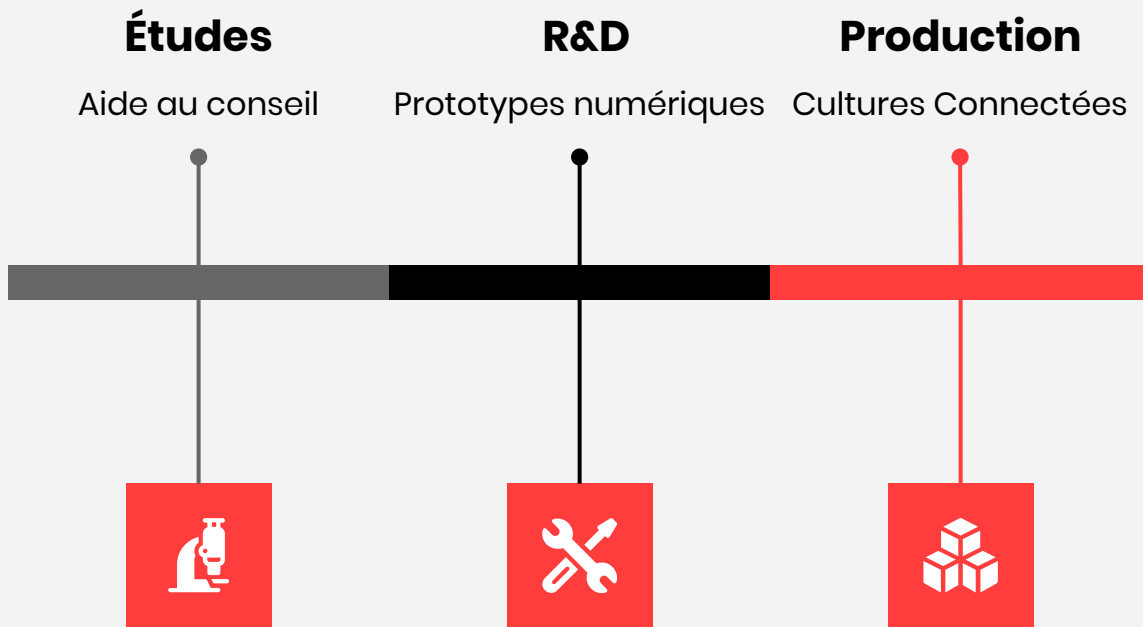 Études
Aide au conseil
R&D
Prototypes numériques
Production
Cultures Connectées